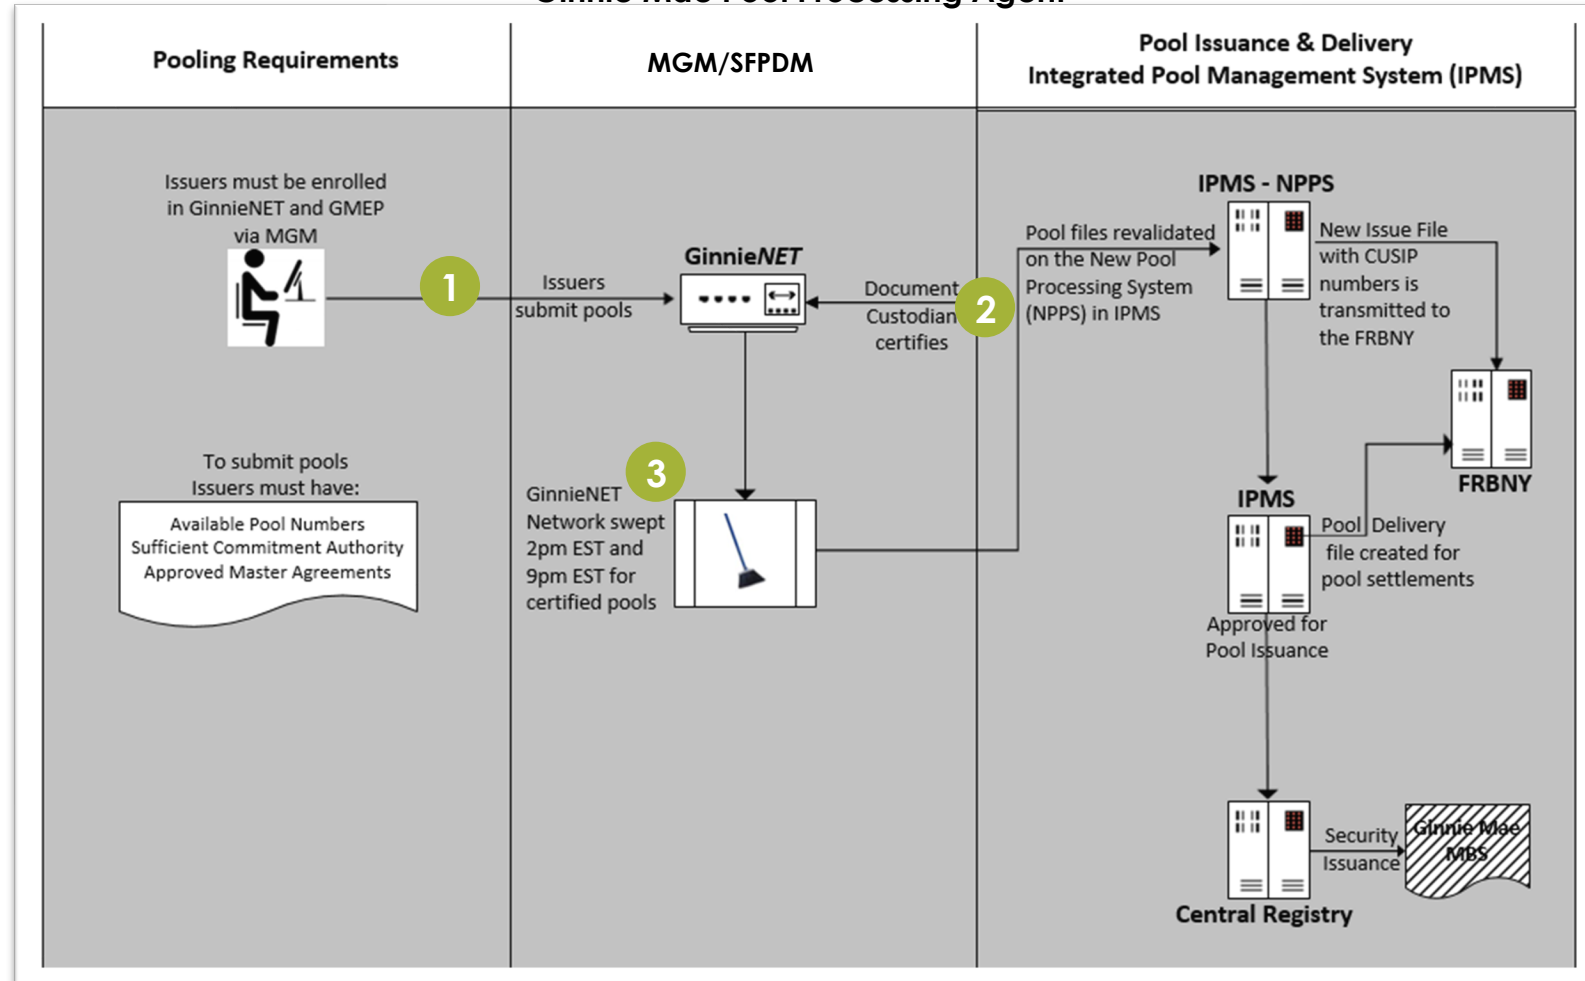 Ginnie Mae Pool Processing Agent
Pooling Requirements
MGM/SFPDM
Pool Issuance & Delivery
Integrated Pool Management System (IPMS)
Issuers must be enrolled
in GinnieNET and GMEP
via MGM
1
Issuers
submit pools
GinnieNET
Document
Custodian
certifies
2
Pool files revalidated
on the New Pool
Processing System
(NPPS) in IPMS
IPMS - NPPS
New Issue File
with CUSIP
numbers is
transmitted to
the FRBNY
FRBNY
To submit pools
Issuers must have:
Available Pool Numbers
Sufficient Commitment Authority
Approved Master Agreements
3
GinnieNET
Network swept
2pm EST and
9pm EST for
certified pools
IPMS
Pool Delivery
file created for
pool settlements
Approved for
Pool Issuance
Security
Issuance
Ginnie Mae
MBS
Central Registry